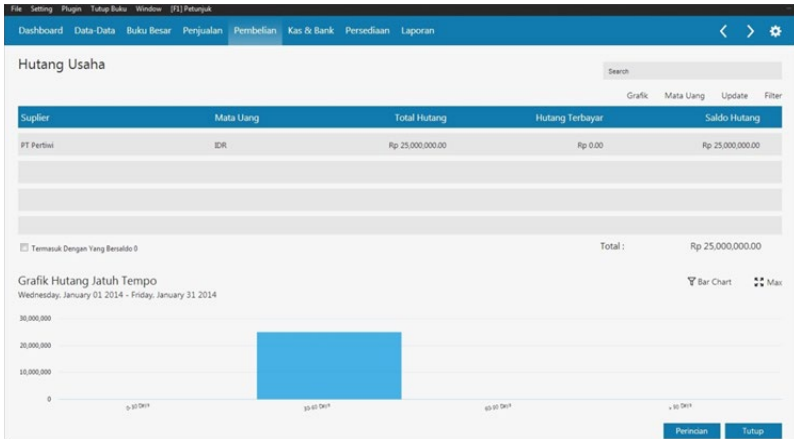 File Setting Plugin Tutup Buku Window [F1] Petunjuk
Dashboard Data-Data Buku Besar Penjualan Pembelian Kas & Bank Persediaan Laporan
Hutang Usaha
Search
Grafik Mata Uang Update Filter
Suplier Mata Uang Total Hutang Hutang Terbayar Saldo Hutang
PT Pertiwi IDR Rp 25,000,000.00 Rp 0.00 Rp 25,000,000.00
Termasuk Dengan Yang Bersaldo 0 Total : Rp 25,000,000.00
Grafik Hutang Jatuh Tempo
Wednesday, January 01 2014 - Friday, January 31 2014
Bar Chart Max
30,000,000
20,000,000
10,000,000
0
Perincian Tutup